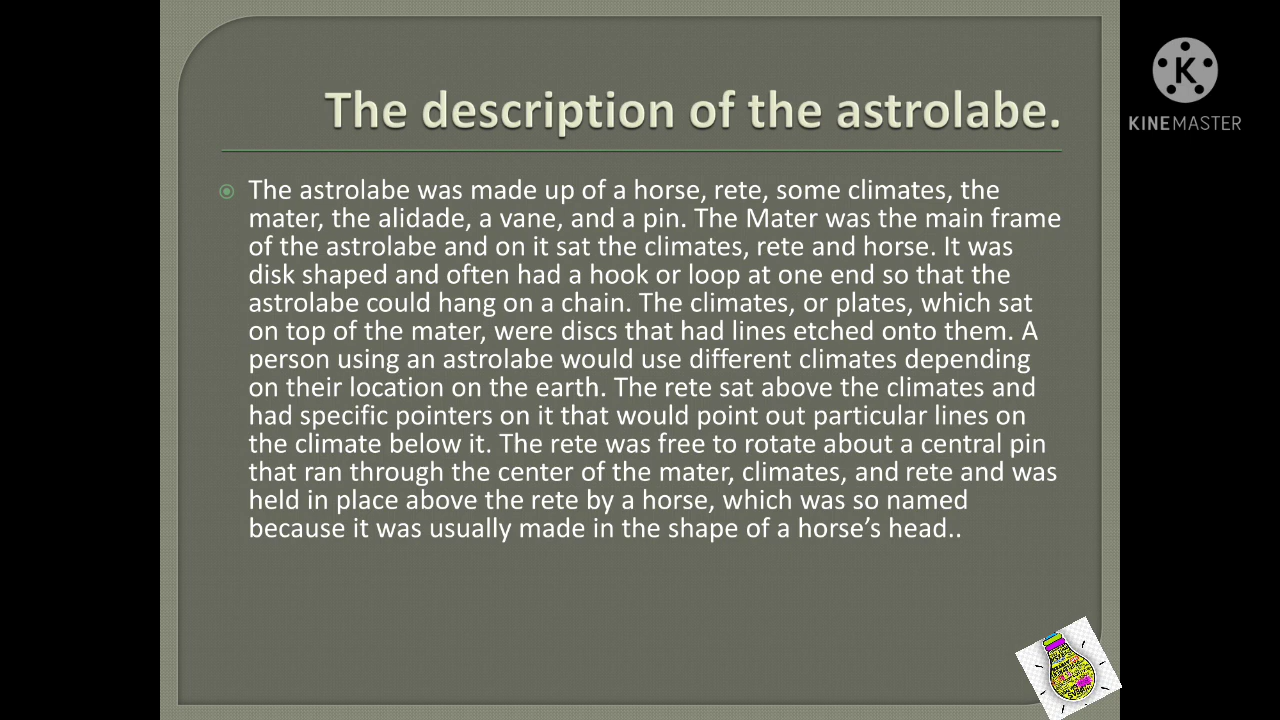 The description of the astrolabe.
The astrolabe was made up of a horse, rete, some climates, the
mater, the alidade, a vane, and a pin. The Mater was the main frame
of the astrolabe and on it sat the climates, rete and horse. It was
disk shaped and often had a hook or loop at one end so that the
astrolabe could hang on a chain. The climates, or plates, which sat
on top of the mater, were discs that had lines etched onto them. A
person using an astrolabe would use different climates depending
on their location on the earth. The rete sat above the climates and
had specific pointers on it that would point out particular lines on
the climate below it. The rete was free to rotate about a central pin
that ran through the center of the mater, climates, and rete and was
held in place above the rete by a horse, which was so named
because it was usually made in the shape of a horse’s head..
K
KINEMASTER